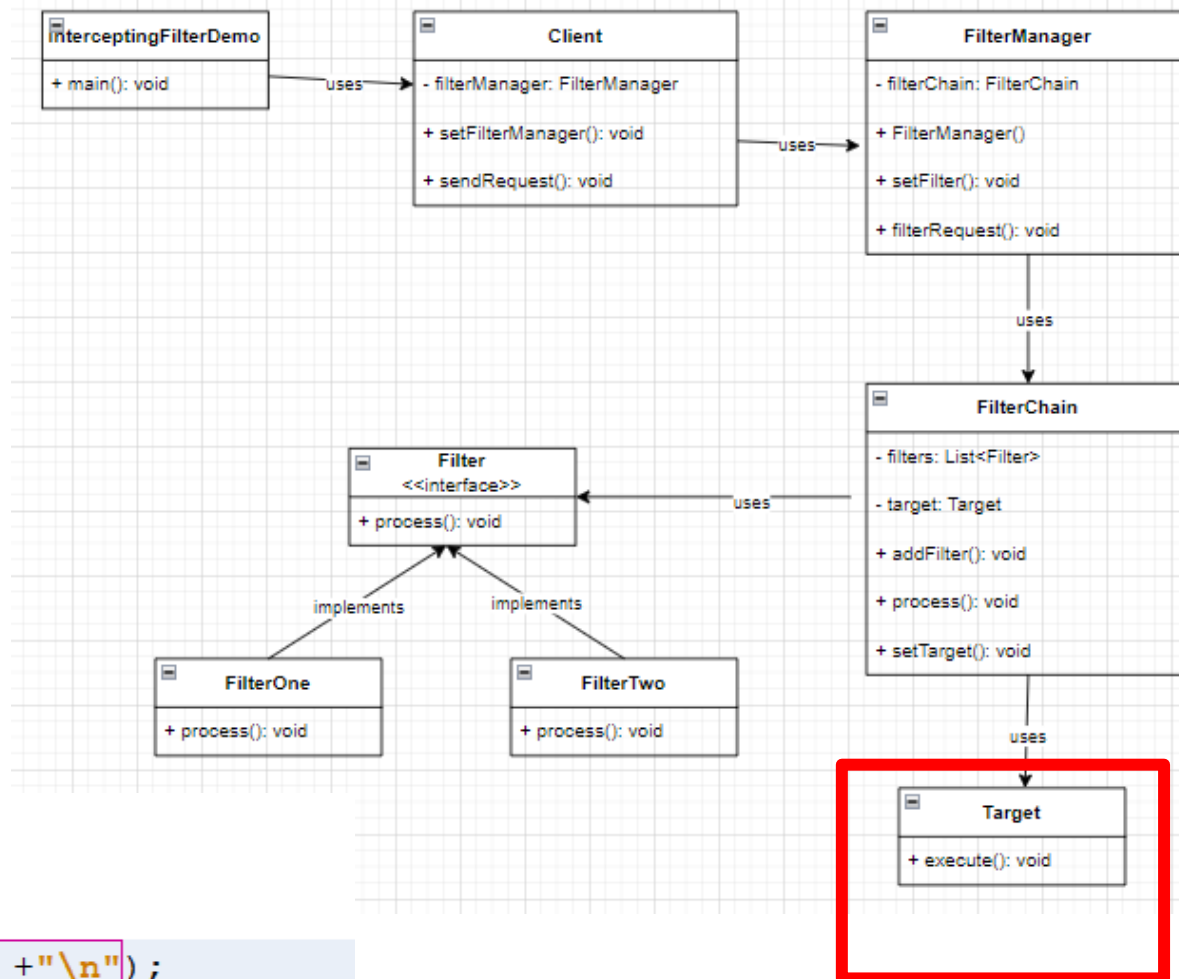 InterceptingFilterDemo
+ main(): void
uses
Client
- filterManager: FilterManager
+ setFilterManager(): void
+ sendRequest(): void
uses
FilterManager
- filterChain: FilterChain
+ FilterManager()
+ setFilter(): void
+ filterRequest(): void
uses
FilterChain
- filters: List<Filter>
- target: Target
+ addFilter(): void
+ process(): void
+ setTarget(): void
uses
Filter
<<interface>>
+ process(): void
implements
implements
FilterOne
+ process(): void
FilterTwo
+ process(): void
uses
Target
+ execute(): void
+"\n");